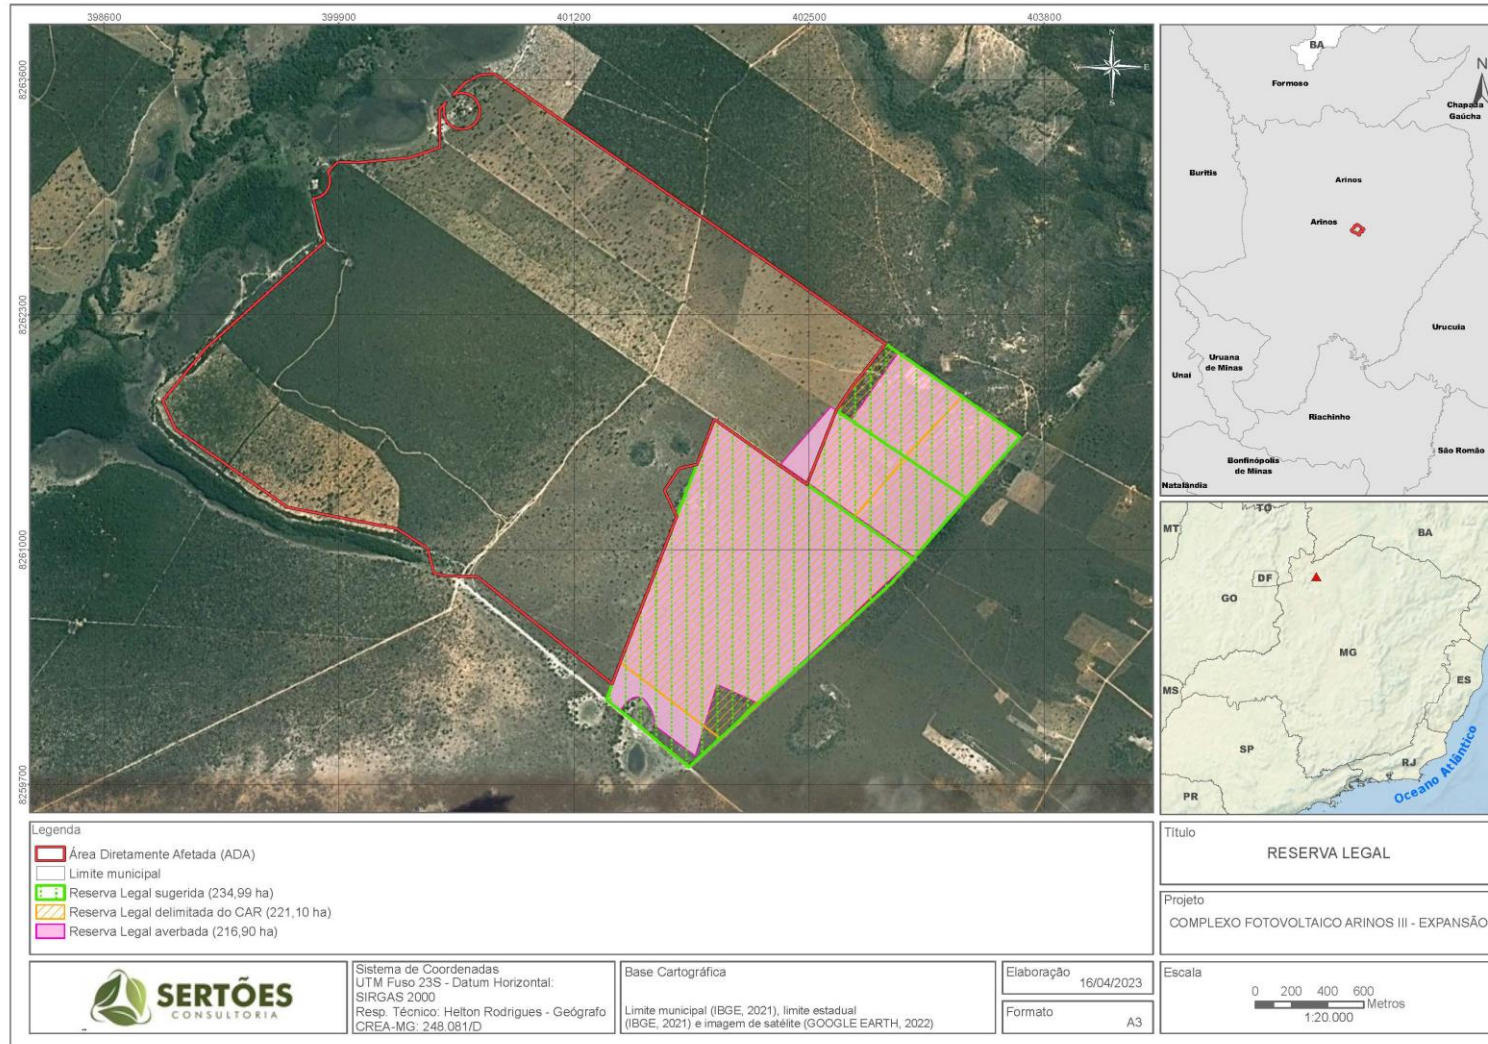 398600
399900
401200
402500
403800
8263600
8262300
8261000
8259700
N
W
E
S
BA
N
Formoso
Chapada
Gaúcha
Buritis
Arinos
Arinos
Urucuia
Uruana
de Minas
Unaí
Riachinho
São Romão
Bonfinópolis
de Minas
Natalândia
TO
MT
BA
DF
GO
MG
MS
ES
SP
RJ
PR
Oceano Atlântico
Legenda
Área Diretamente Afetada (ADA)
Limite municipal
Reserva Legal sugerida (234,99 ha)
Reserva Legal delimitada do CAR (221,10 ha)
Reserva Legal averbada (216,90 ha)
Título
RESERVA LEGAL
Projeto
COMPLEXO FOTOVOLTAICO ARINOS III - EXPANSÃO
SERTÕES
CONSULTORIA
Sistema de Coordenadas
UTM Fuso 23S - Datum Horizontal:
SIRGAS 2000
Resp. Técnico: Helton Rodrigues - Geógrafo
CREA-MG: 248.081/D
Base Cartográfica
Limite municipal (IBGE, 2021), limite estadual
(IBGE, 2021) e imagem de satélite (GOOGLE EARTH, 2022)
Elaboração
16/04/2023
Formato
A3
Escala
0 200 400 600
Metros
1:20.000